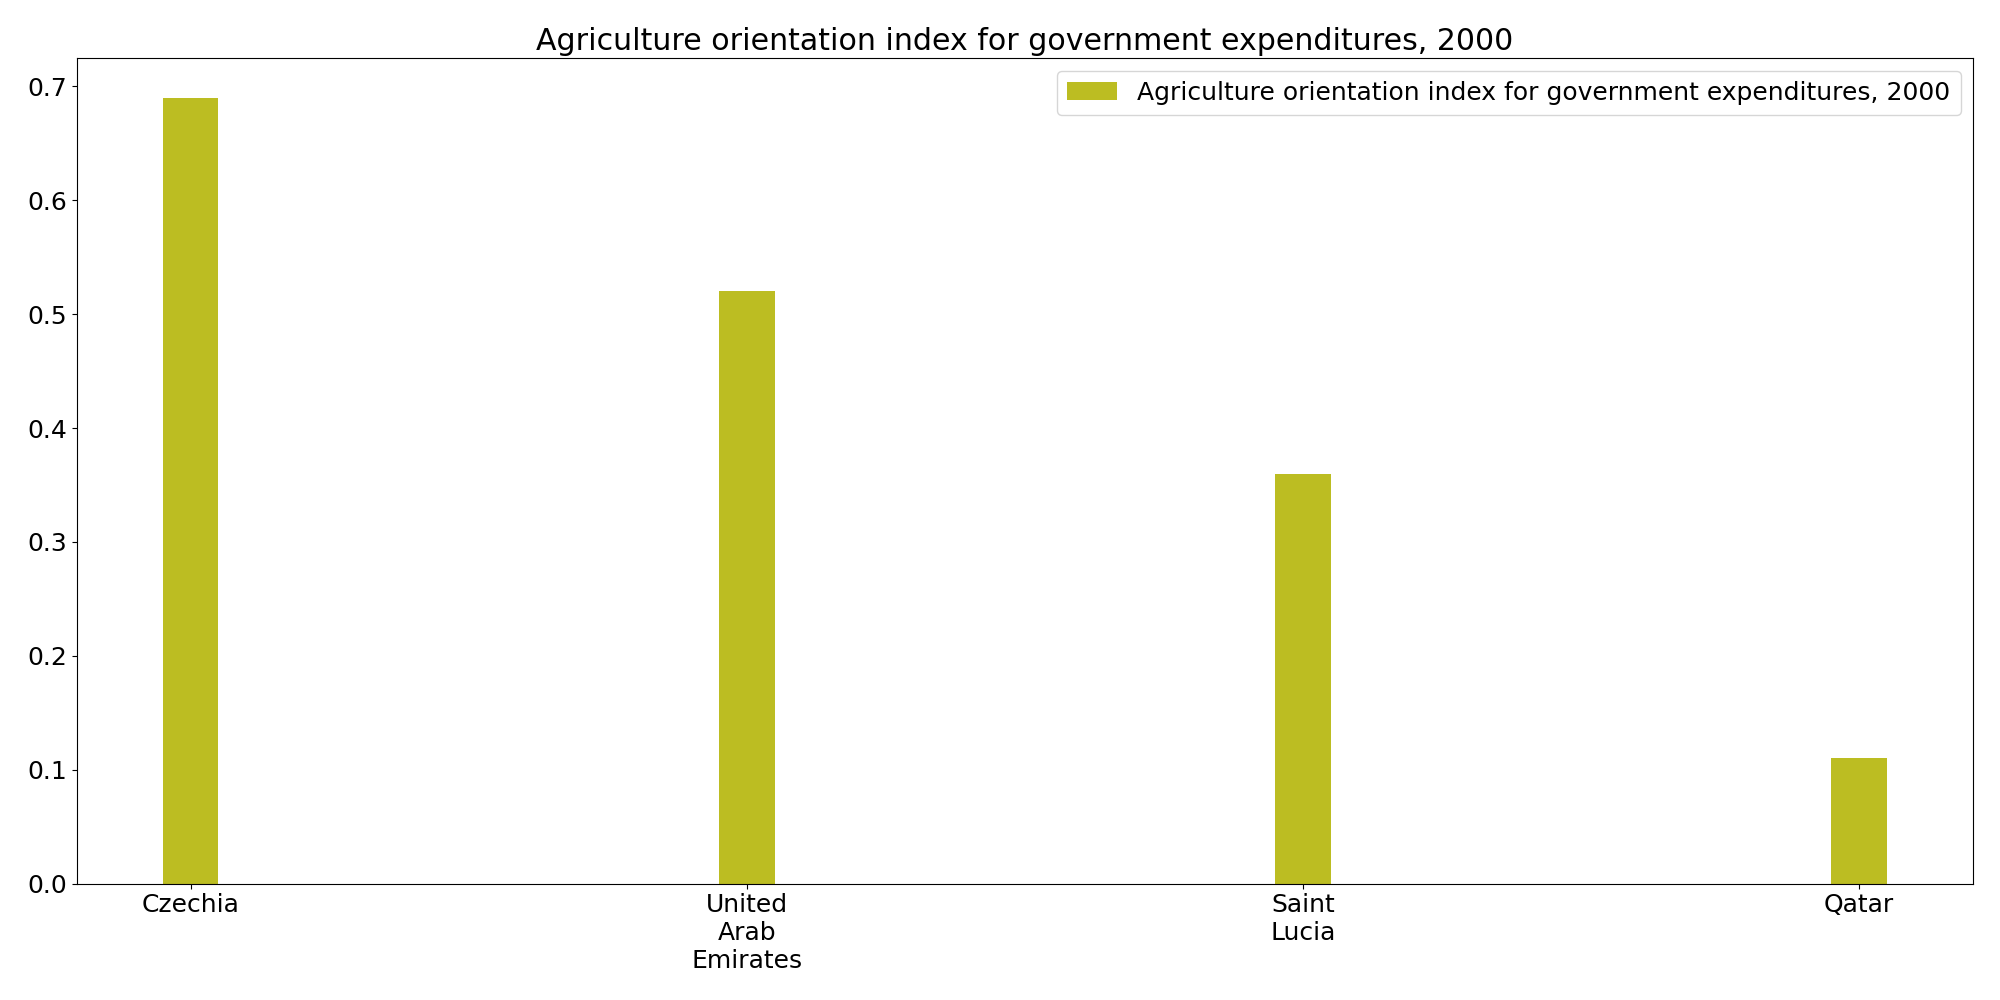 Agriculture orientation index for government expenditures, 2000
Agriculture orientation index for government expenditures, 2000
0.7
0.6
0.5
0.4
0.3
0.2
0.1
0.0
Czechia
United
Arab
Emirates
Saint
Lucia
Qatar